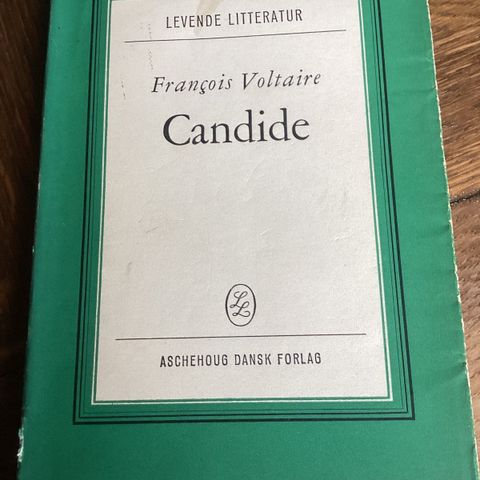 LEVENDE LITTERATUR
François Voltaire
Candide
LL
ASCHEHOUG DANSK FORLAG